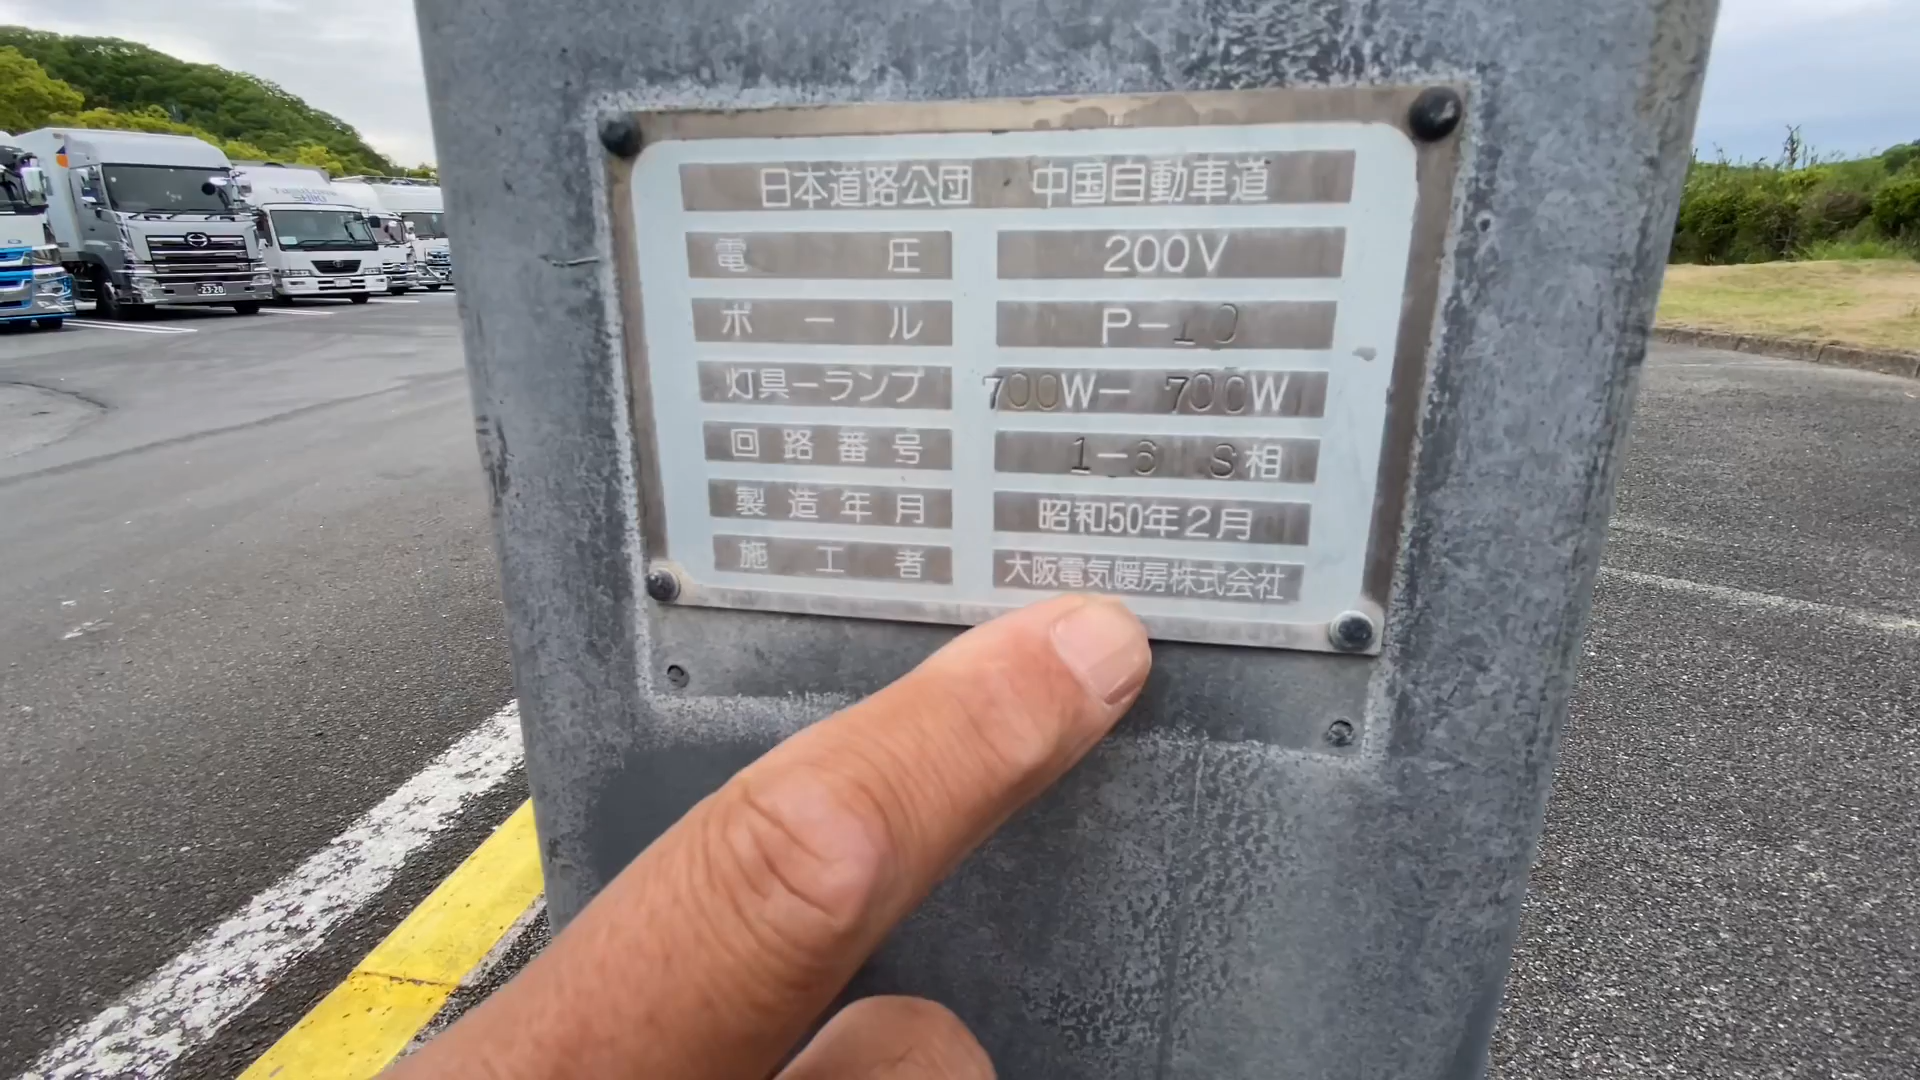 日本道路公団 中国自動車道
電圧 200V
ポール P-10
灯具-ランプ 700W- 700W
回路番号 1-6 S相
製造年月 昭和50年2月
施工者 大阪電気暖房株式会社
23-20